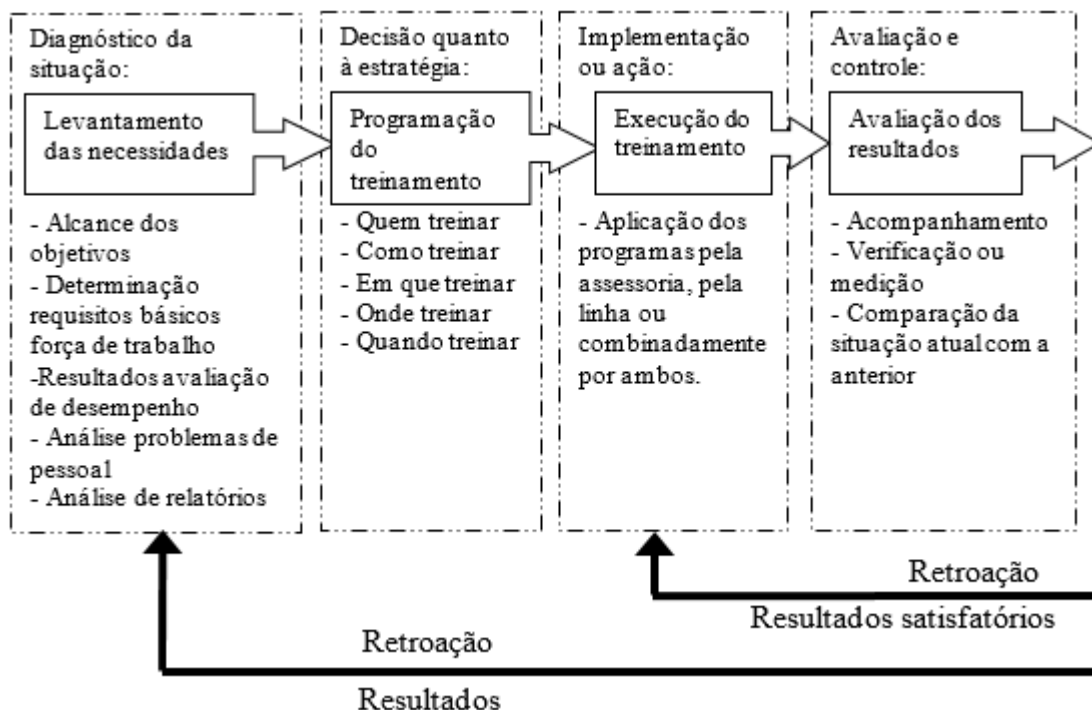 Diagnóstico da
situação:
Levantamento
das necessidades
- Alcance dos
objetivos
- Determinação
requisitos básicos
força de trabalho
-Resultados avaliação
de desempenho
- Análise problemas de
pessoal
- Análise de relatórios
Decisão quanto
à estratégia:
Programação
do
treinamento
- Quem treinar
- Como treinar
- Em que treinar
- Onde treinar
- Quando treinar
Implementação
ou ação:
Execução do
treinamento
- Aplicação dos
programas pela
assessoria, pela
linha ou
combinadamente
por ambos.
Avaliação e
controle:
Avaliação dos
resultados
- Acompanhamento
- Verificação ou
medição
- Comparação da
situação atual com a
anterior
Retroação
Resultados satisfatórios
Retroação
Resultados